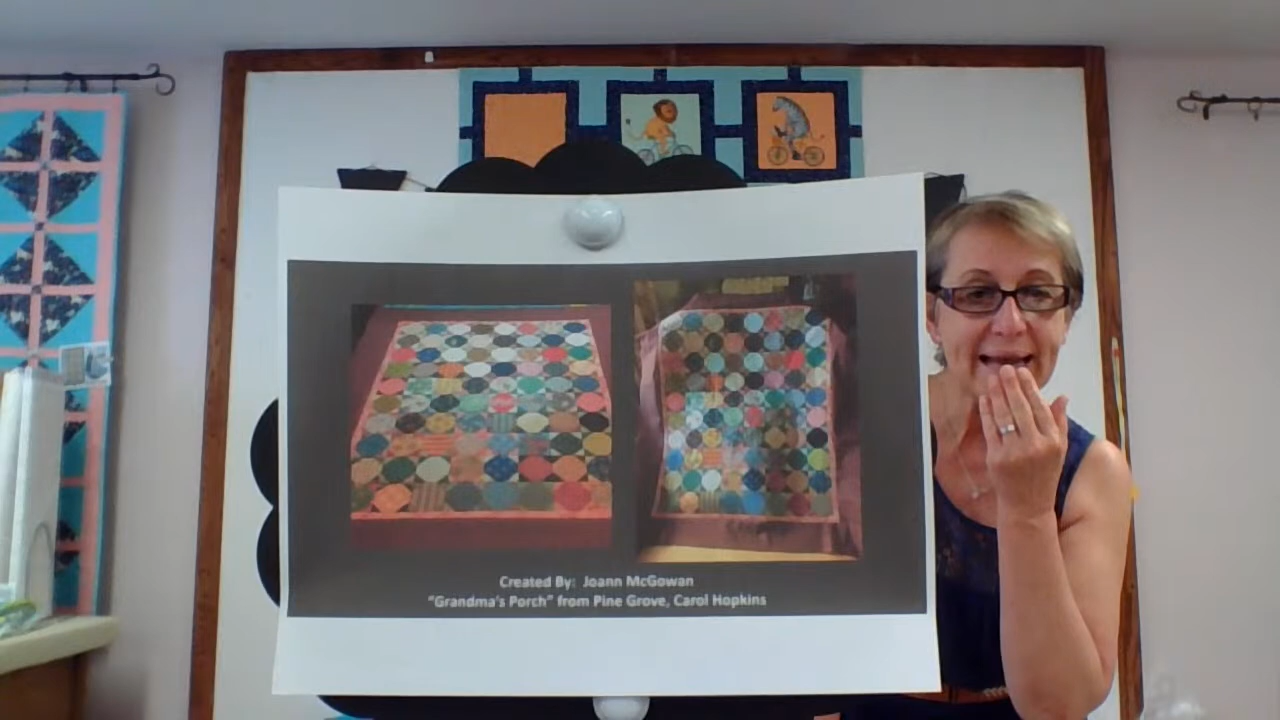 Created By:  Joann McGowan
“Grandma’s Porch” from Pine Grove, Carol Hopkins